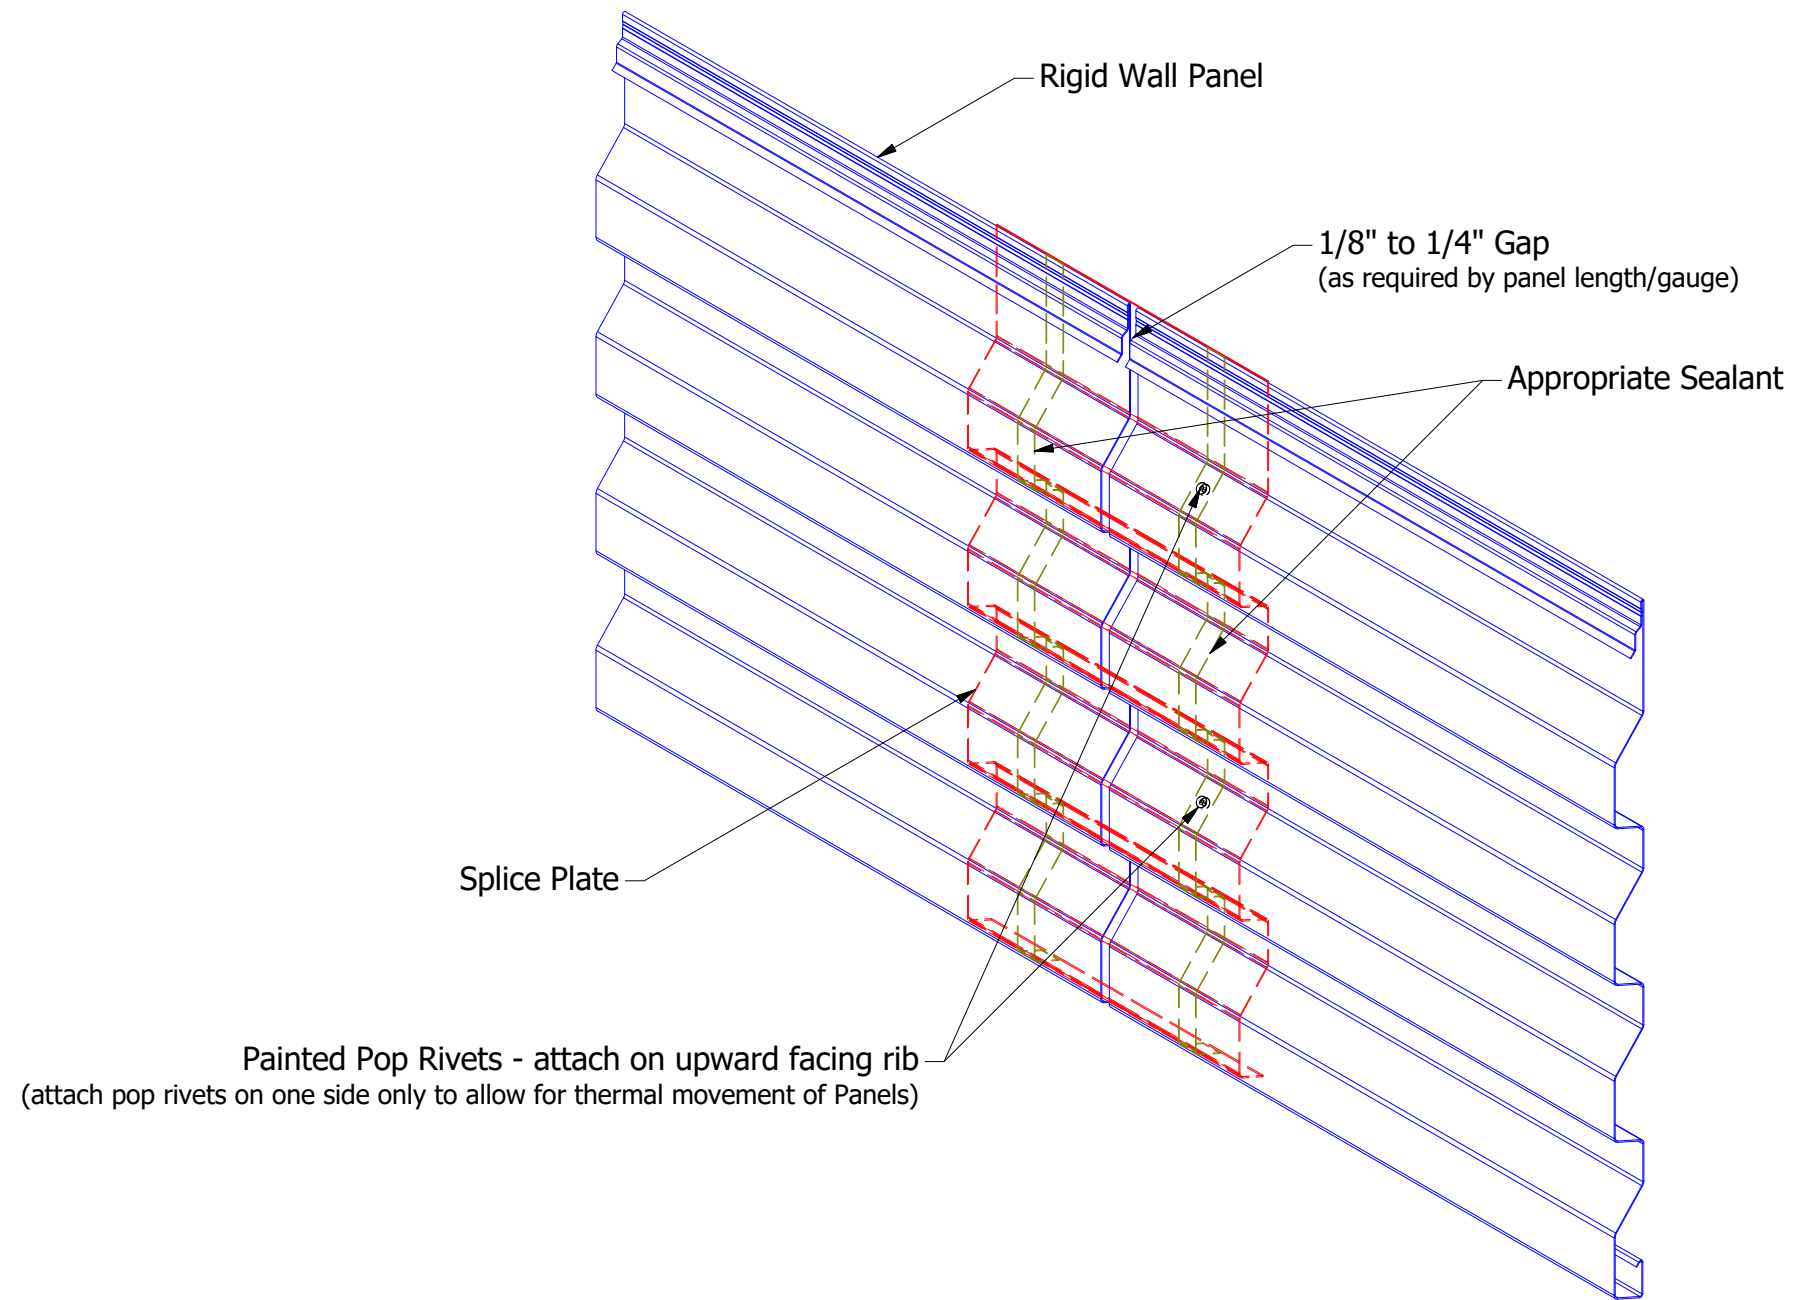 Rigid Wall Panel
1/8" to 1/4" Gap
(as required by panel length/gauge)
Appropriate Sealant
Splice Plate
Painted Pop Rivets - attach on upward facing rib
(attach pop rivets on one side only to allow for thermal movement of Panels)